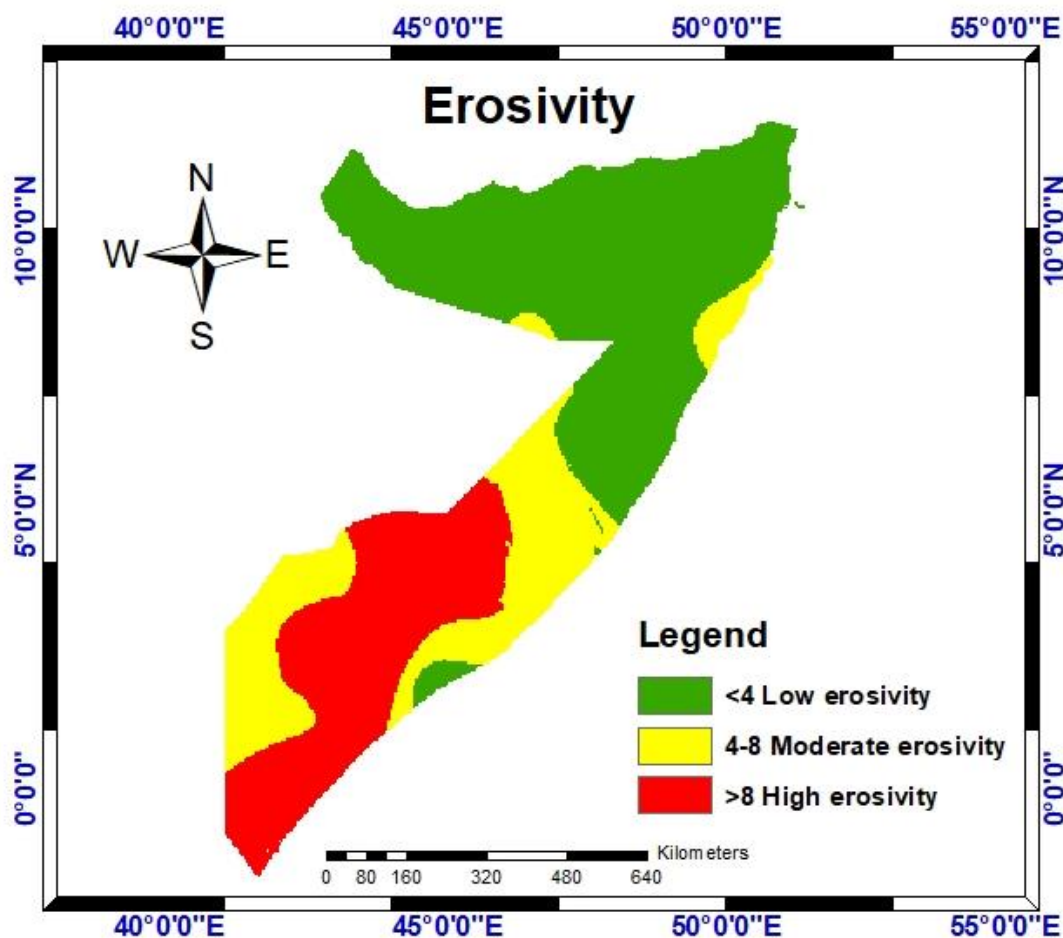 40°0'0"E 45°0'0"E 50°0'0"E 55°0'0"E
Erosivity
N
W E
S
10°0'0"N 10°0'0"N
5°0'0"N 5°0'0"N
Legend
<4 Low erosivity
4-8 Moderate erosivity
>8 High erosivity
0°0'0" 0°0'0"
Kilometers
0 80 160 320 480 640
40°0'0"E 45°0'0"E 50°0'0"E 55°0'0"E